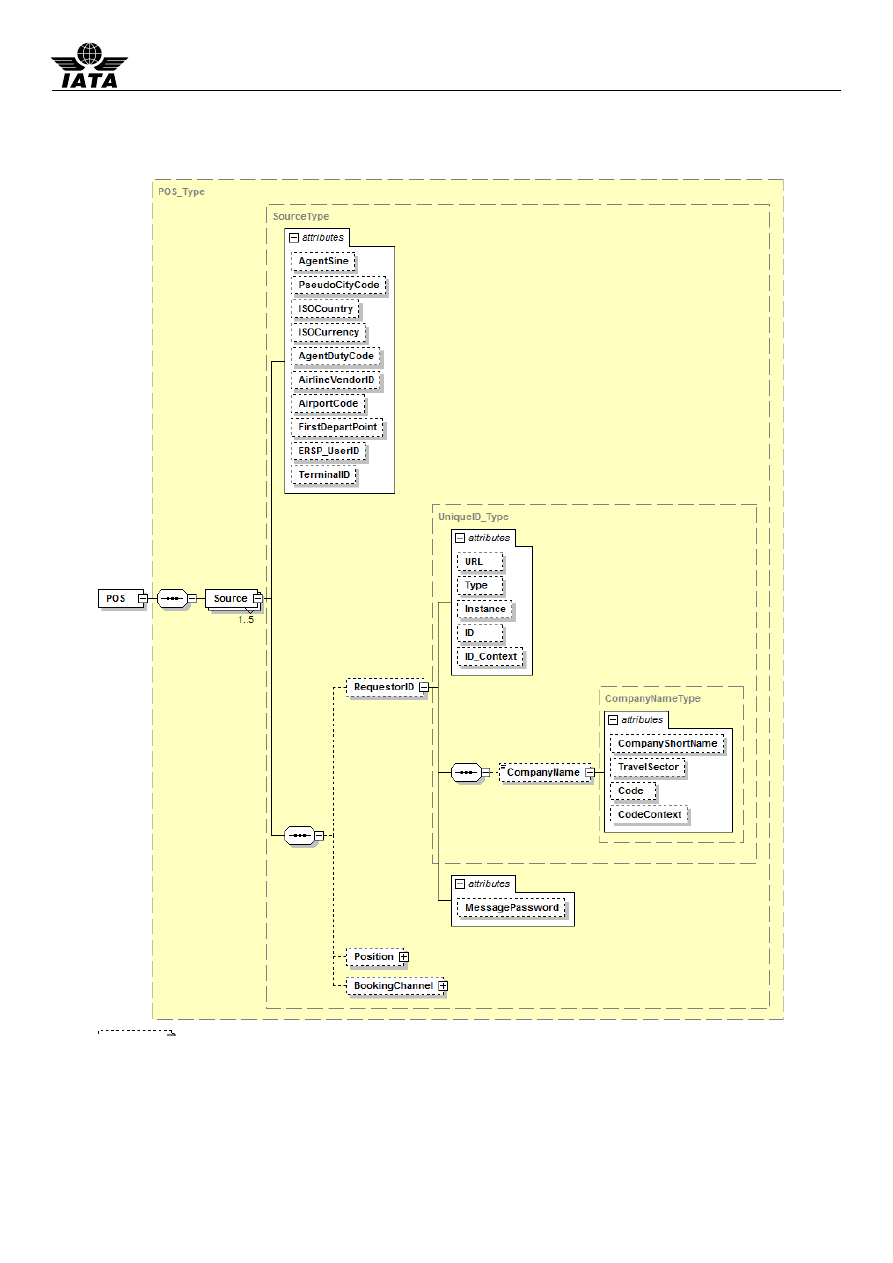 IATA
POS_Type
SourceType
attributes
AgentSine
PseudoCityCode
ISOCountry
ISOCurrency
AgentDutyCode
AirlineVendorID
AirportCode
FirstDepartPoint
ERSP_UserID
TerminalID
UniqueID_Type
attributes
URL
Type
Instance
ID
ID_Context
POS
Source
1..5
RequestorID
CompanyNameType
attributes
CompanyShortName
TravelSector
Code
CodeContext
CompanyName
attributes
MessagePassword
Position
BookingChannel